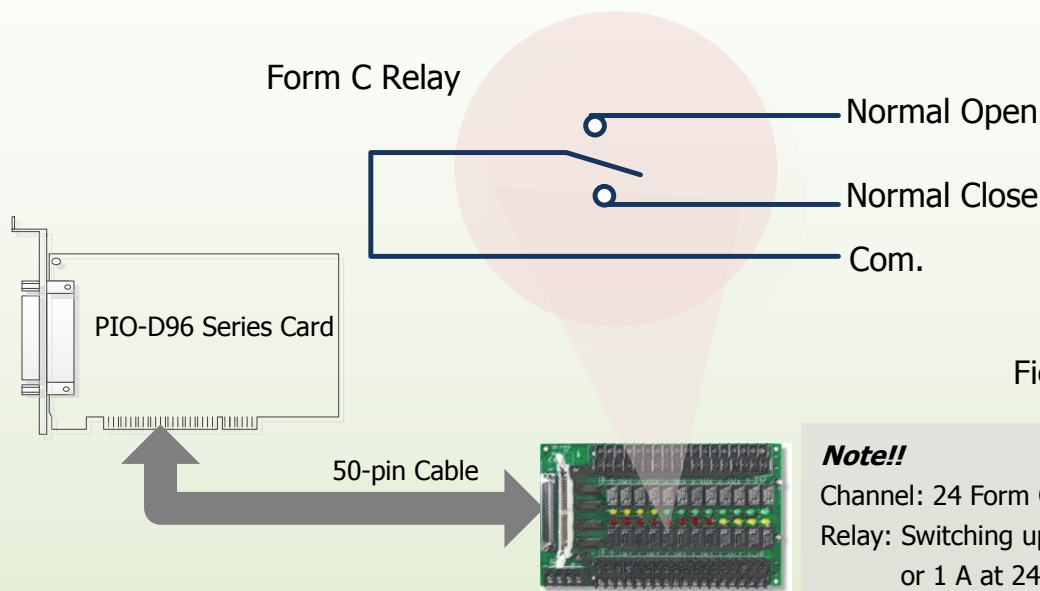 Form C Relay
Normal Open
Normal Close
Com.
PIO-D96 Series Card
50-pin Cable
Note!!
Channel: 24 Form
Relay: Switching
or 1 A at 24